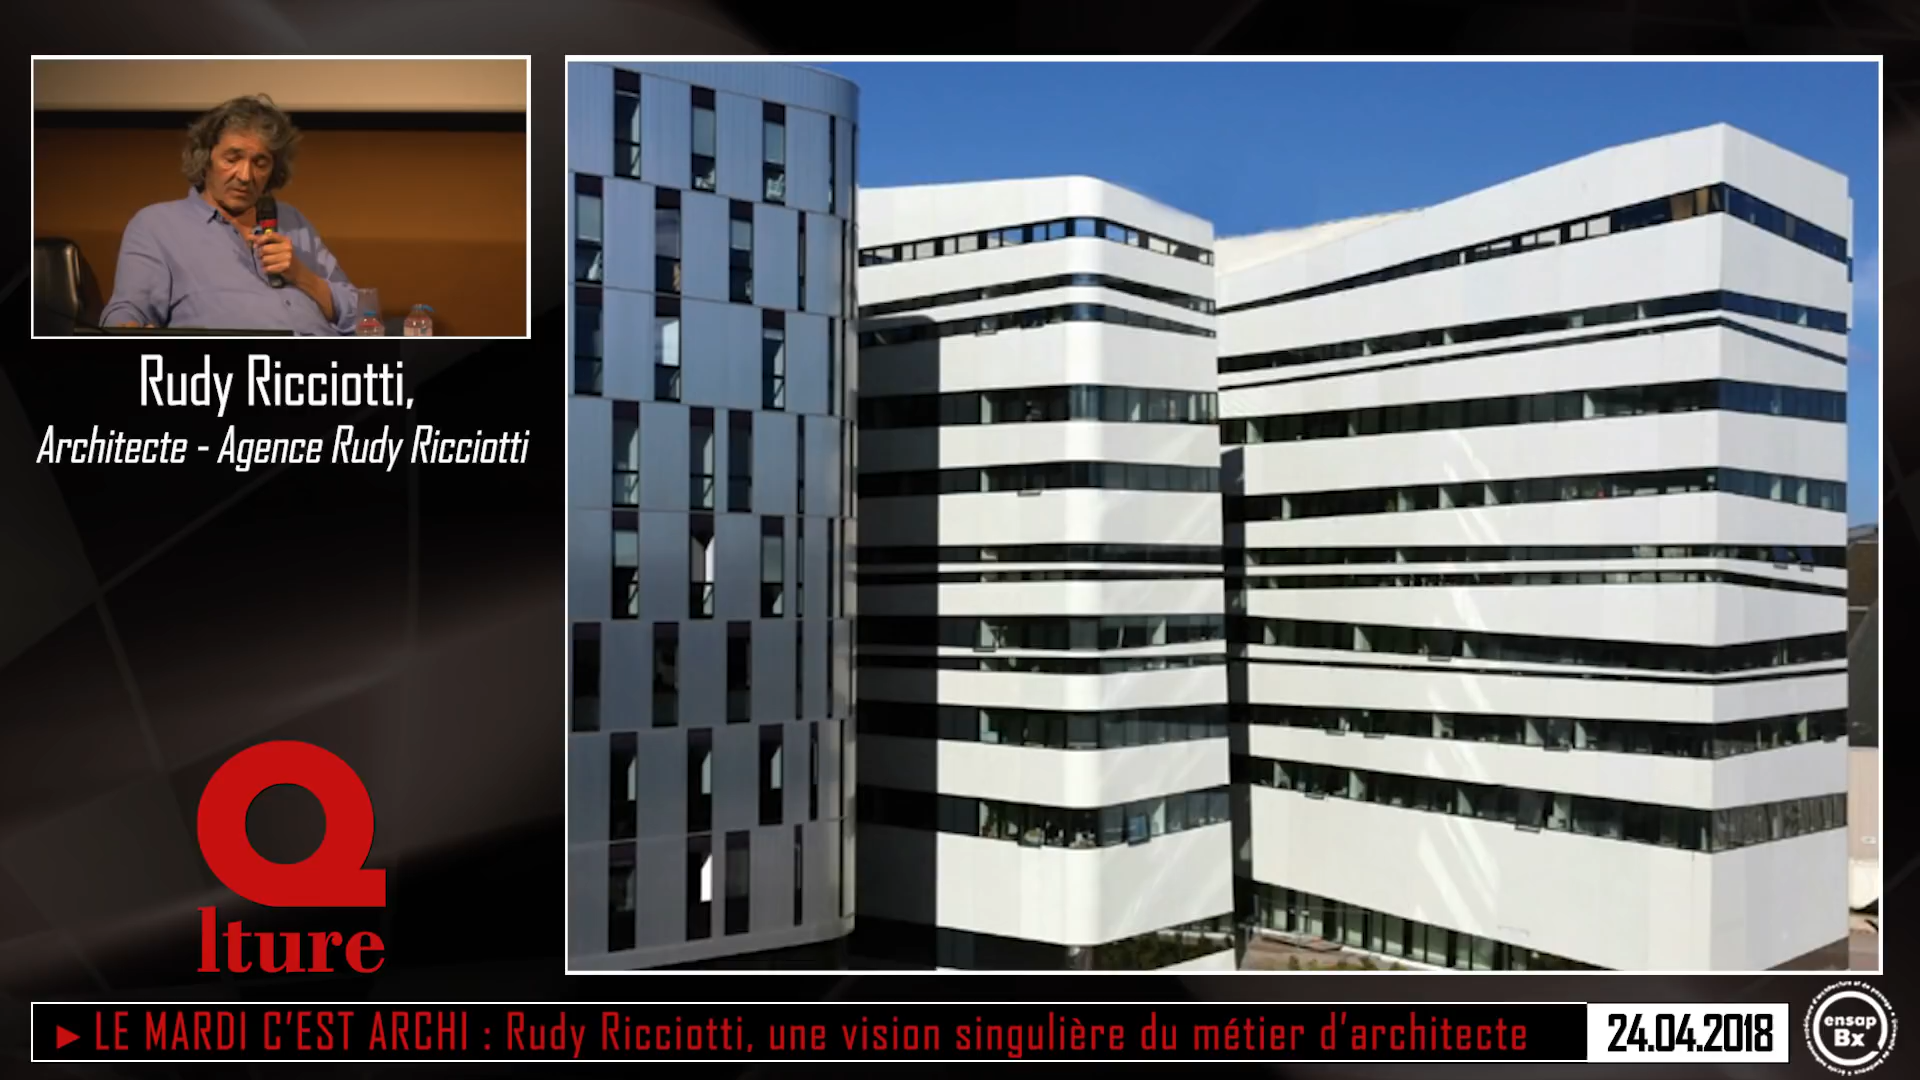 Rudy Ricciotti,
Architecte - Agence Rudy Ricciotti
Q
lture
► LE MARDI C'EST ARCHI : Rudy Ricciotti, une vision singulière du métier d'architecte
24.04.2018
ensap
Bx